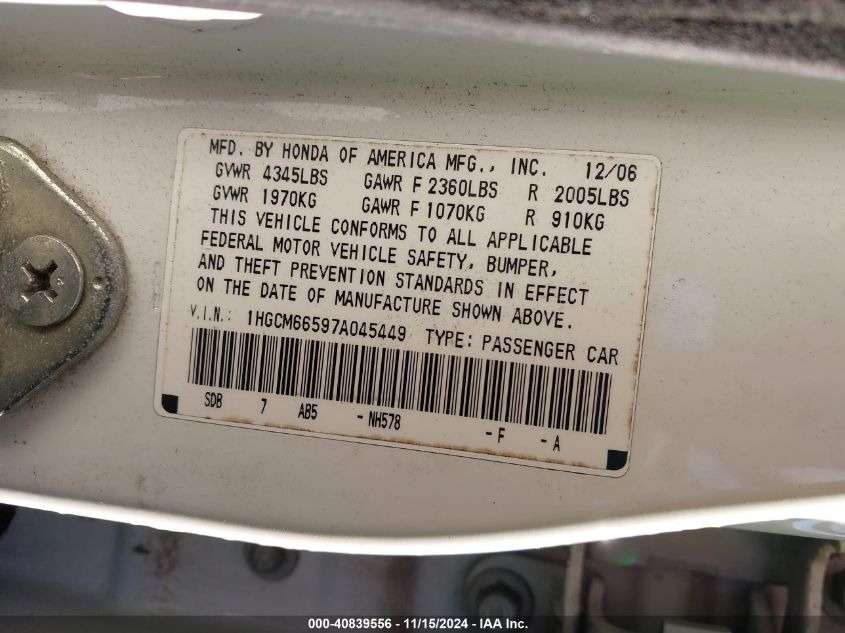 MFD. BY HONDA OF AMERICA MFG., INC. 12/06
GVWR 4345LBS GAWR F 2360LBS R 2005LBS
GVWR 1970KG GAWR F 1070KG R 910KG
THIS VEHICLE CONFORMS TO ALL APPLICABLE
FEDERAL MOTOR VEHICLE SAFETY, BUMPER,
AND THEFT PREVENTION STANDARDS IN EFFECT
ON THE DATE OF MANUFACTURE SHOWN ABOVE.
V.I.N.: 1HGCM66597A045449 TYPE: PASSENGER CAR
SDB 7 AB5 - NH578 - F - A
000-40839556 - 11/15/2024 - IAA Inc.